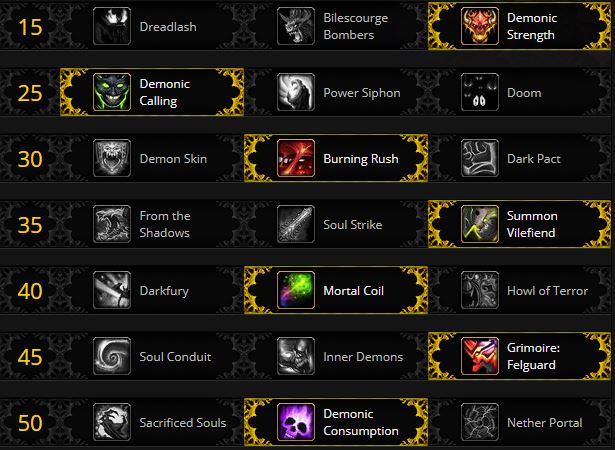 15 Dreadlash Bilescourge Bombers Demonic Strength
25 Demonic Calling Power Siphon Doom
30 Demon Skin Burning Rush Dark Pact
35 From the Shadows Soul Strike Summon Vilefiend
40 Darkfury Mortal Coil Howl of Terror
45 Soul Conduit Inner Demons Grimoire: Felguard
50 Sacrificed Souls Demonic Consumption Nether Portal